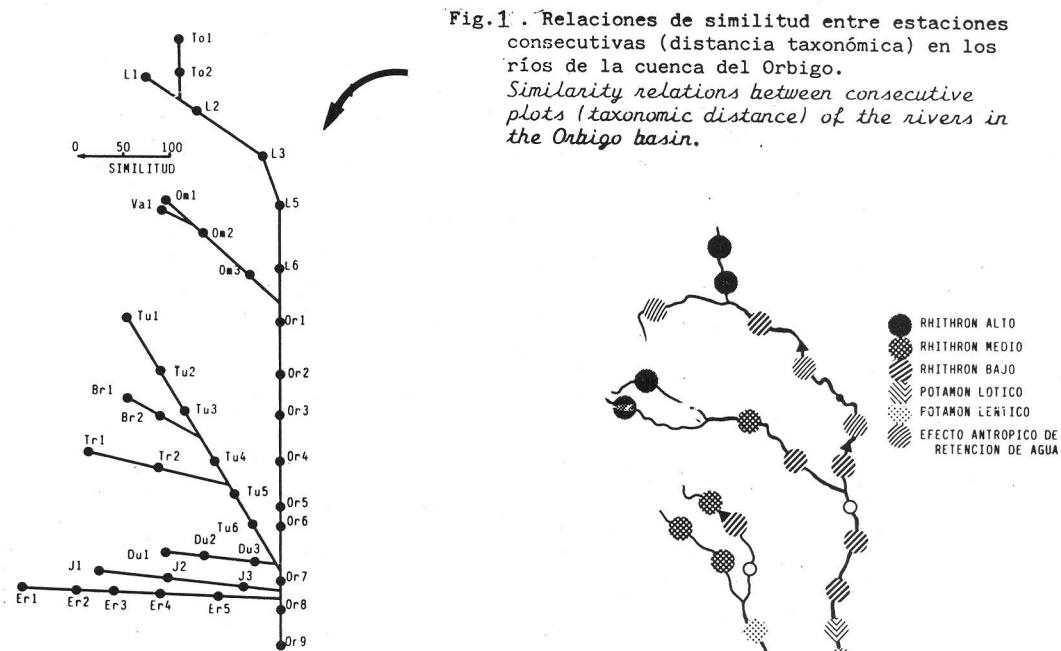 Fig.1 . Relaciones de similitud entre estaciones
consecutivas (distancia taxonómica) en los
ríos de la cuenca del Orbigo.
Similarity relations between consecutive
plots (taxonomic distance) of the rivers in
the Orbigo basin.
To1
L1
To2
L2
L3
0 50 100
SIMILITUD
Om1
Va1
L5
Om2
Om3
L6
Tu1
Or1
Tu2
Or2
Br1
Tu3
Or3
Br2
Tr1
Tr2
Tu4
Or4
Tu5
Or5
Tu6
Or6
Du1
Du2
Du3
J1
J2
J3
Or7
Er1
Er2
Er3
Er4
Er5
Or8
Or9
RHITHRON ALTO
RHITHRON MEDIO
RHITHRON BAJO
POTAMON LOTICO
POTAMON LENITICO
EFECTO ANTROPICO DE
RETENCION DE AGUA